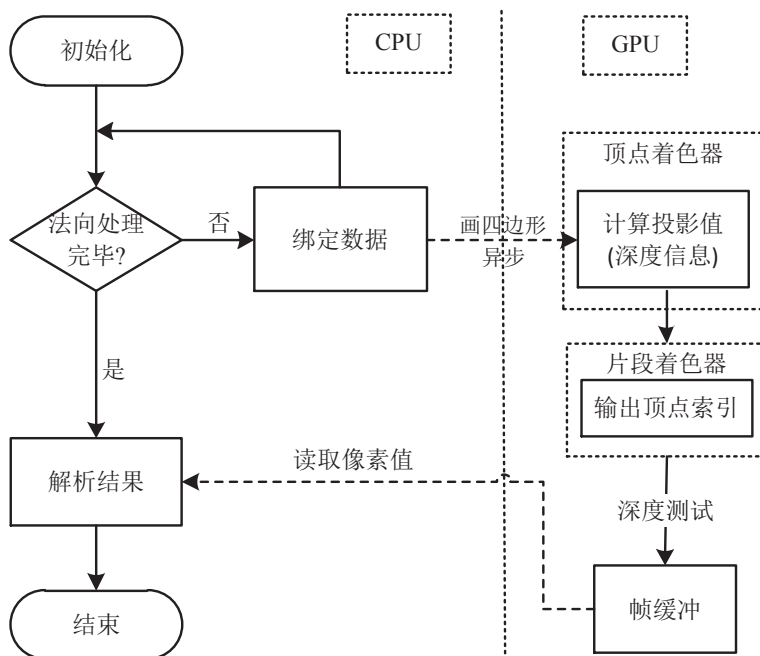 初始化
CPU
GPU
顶点着色器
法向处理
完毕?
否
绑定数据
画四边形
异步
计算投影值
(深度信息)
是
片段着色器
输出顶点索引
解析结果
读取像素值
深度测试
结束
帧缓冲